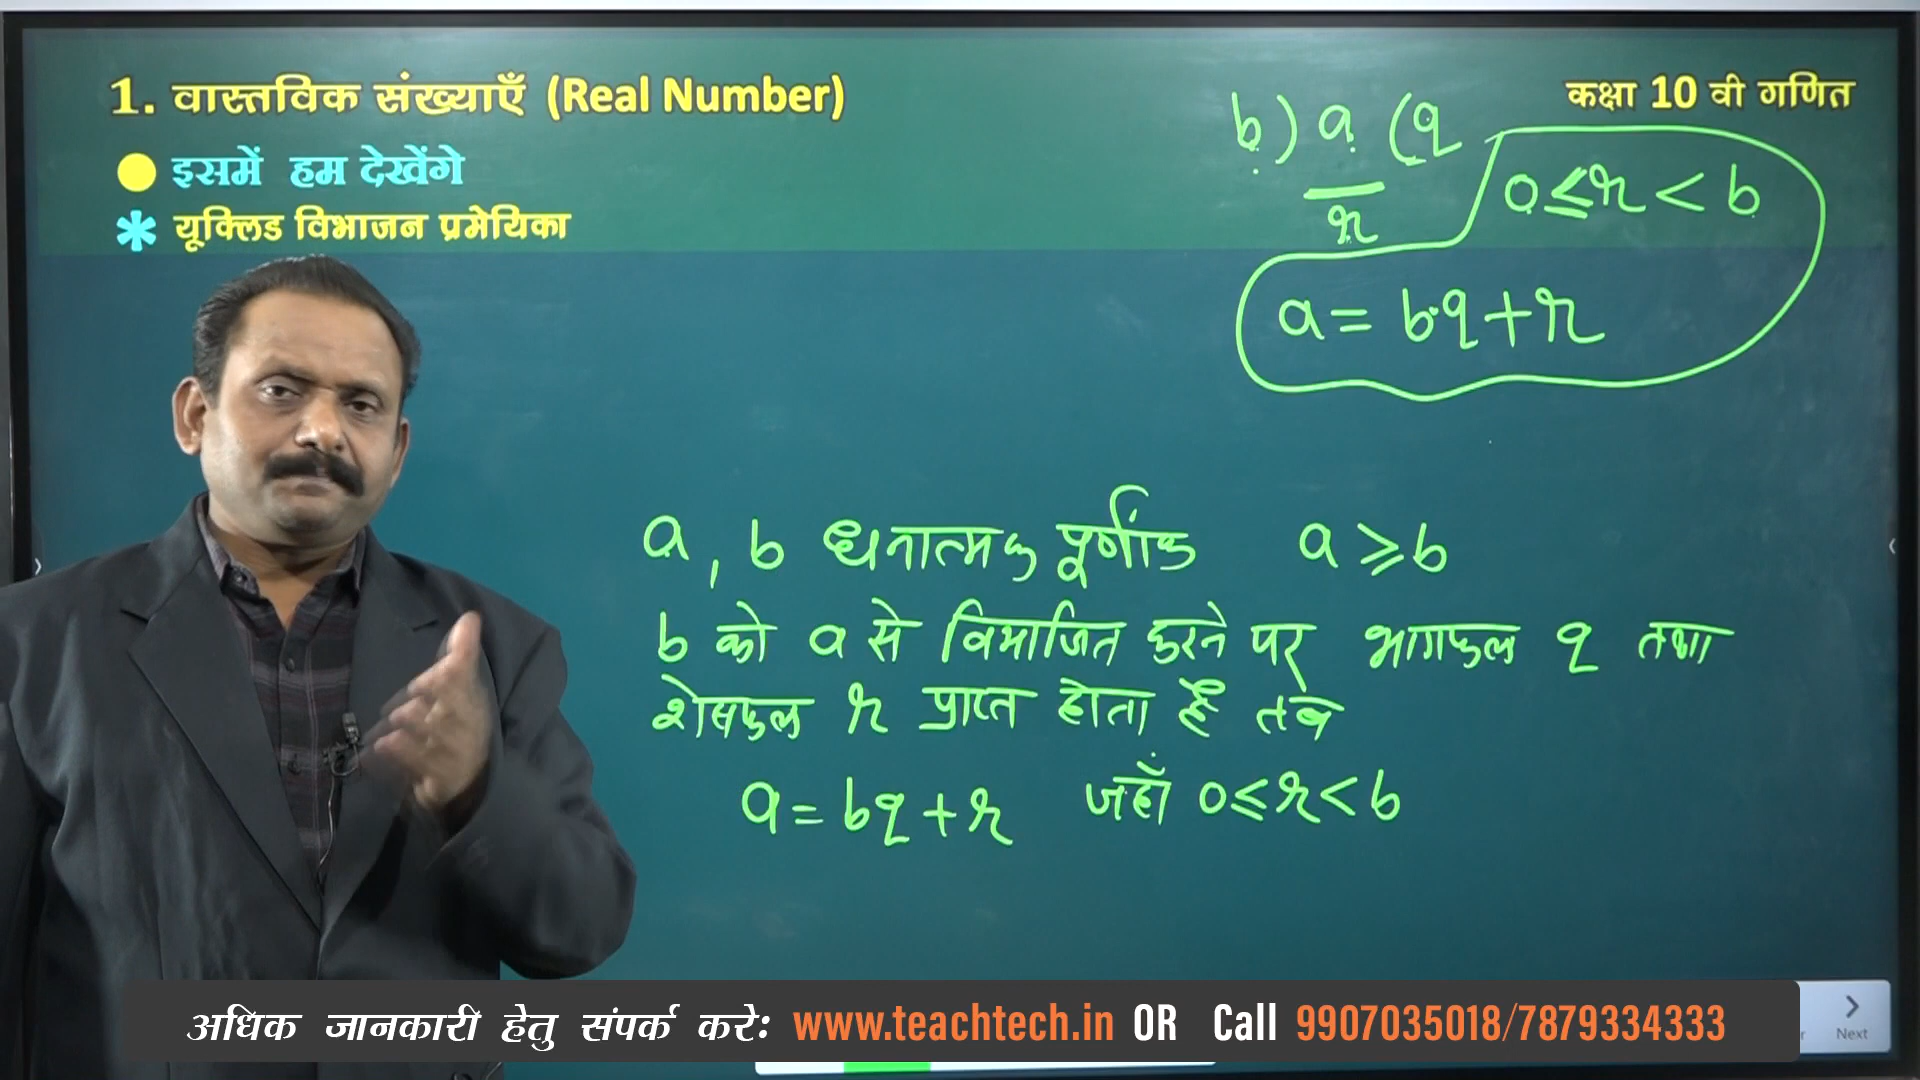 1. वास्तविक संख्याएँ (Real Number)
कक्षा 10 वी गणित
इसमें हम देखेंगे
* यूक्लिड विभाजन प्रमेयिका
b) a (q
r
0≤r<b
a=bq+r
a, b धनात्मक पूर्णांक a≥b
b को a से विभाजित करने पर भागफल q तथा
शेषफल r प्राप्त होता है तब
a=bq+r जहाँ 0≤r<b
अधिक जानकारी हेतु संपर्क करे: www.teachtech.in OR Call 9907035018/7879334333
Next